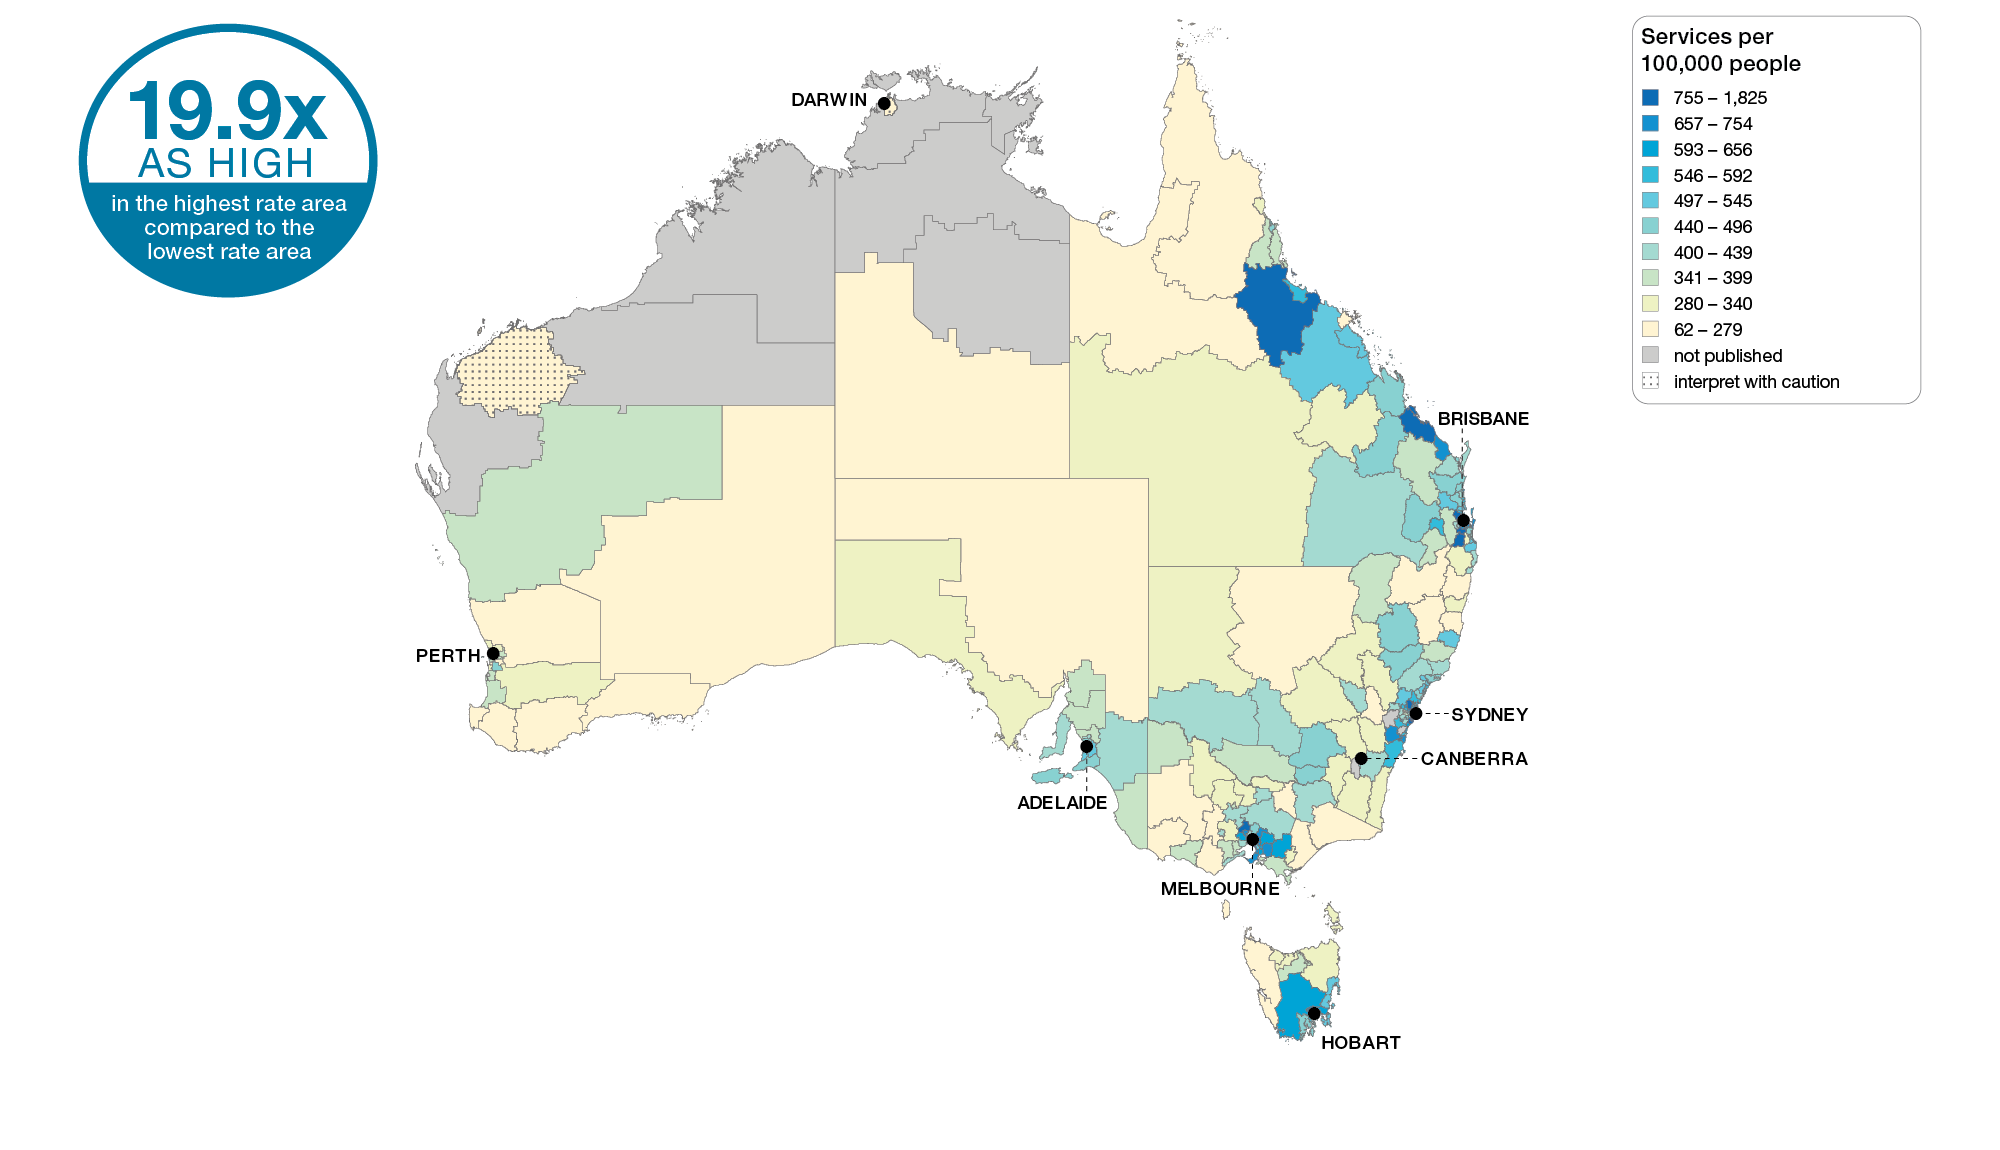 19.9x
AS HIGH
in the highest rate area
compared to the
lowest rate area
Services per
100,000 people
755 – 1,825
657 – 754
593 – 656
546 – 592
497 – 545
440 – 496
400 – 439
341 – 399
280 – 340
62 – 279
not published
interpret with caution
DARWIN
BRISBANE
PERTH
SYDNEY
CANBERRA
ADELAIDE
MELBOURNE
HOBART